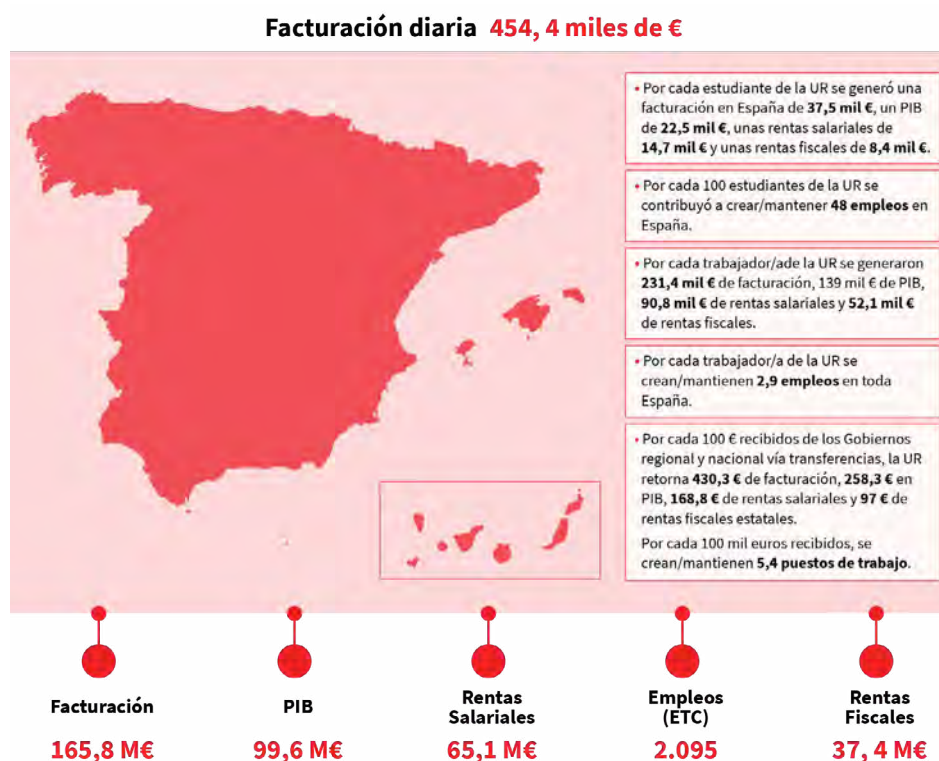 Facturación diaria 454, 4 miles de €
• Por cada estudiante de la UR se generó una
facturación en España de 37,5 mil €, un PIB
de 22,5 mil €, unas rentas salariales de
14,7 mil € y unas rentas fiscales de 8,4 mil €.
• Por cada 100 estudiantes de la UR se
contribuyó a crear/mantener 48 empleos en
España.
• Por cada trabajador/ade la UR se generaron
231,4 mil € de facturación, 139 mil € de PIB,
90,8 mil € de rentas salariales y 52,1 mil €
de rentas fiscales.
• Por cada trabajador/a de la UR se
crean/mantienen 2,9 empleos en toda
España.
• Por cada 100 € recibidos de los Gobiernos
regional y nacional vía transferencias, la UR
retorna 430,3 € de facturación, 258,3 € en
PIB, 168,8 € de rentas salariales y 97 € de
rentas fiscales estatales.
Por cada 100 mil euros recibidos, se
crean/mantienen 5,4 puestos de trabajo.
Facturación
165,8 M€
PIB
99,6 M€
Rentas
Salariales
65,1 M€
Empleos
(ETC)
2.095
Rentas
Fiscales
37, 4 M€